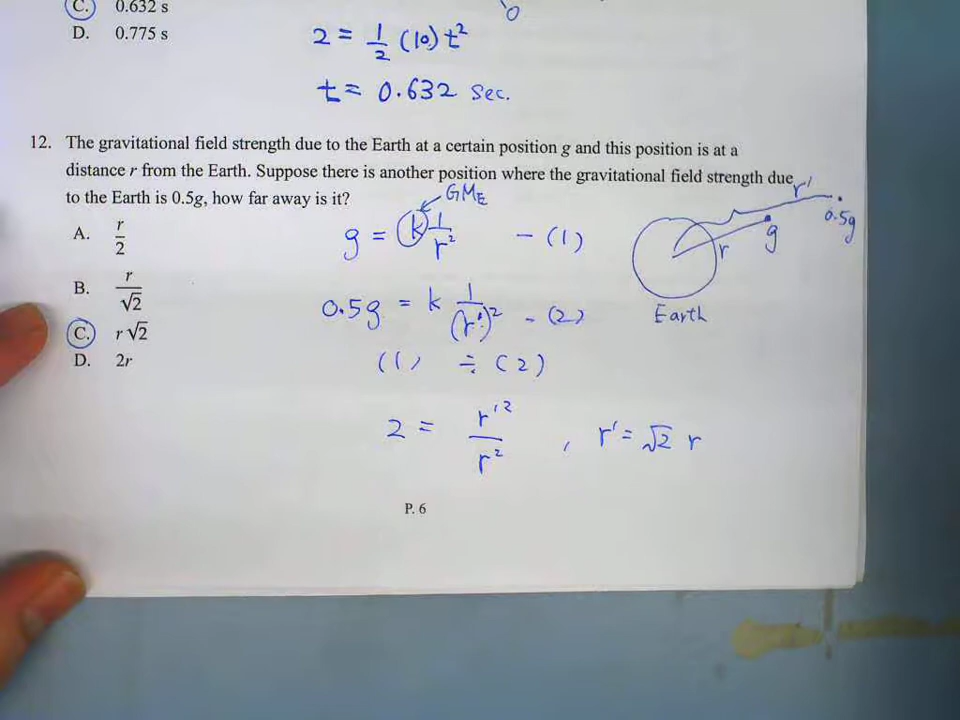 C. 0.632 s
D. 0.775 s
2 = 1/2 (10) t²
t = 0.632 sec.
12. The gravitational field strength due to the Earth at a certain position g and this position is at a
distance r from the Earth. Suppose there is another position where the gravitational field strength due
to the Earth is 0.5g, how far away is it?
A. r/2
B. r/√2
C. r√2
D. 2r
GM_E
g = k 1/r² - (1)
0.5g = k 1/(r')² - (2)
(1) ÷ (2)
2 = r'²/r² , r' = √2 r
r'
0.5g
g
r
Earth
P. 6